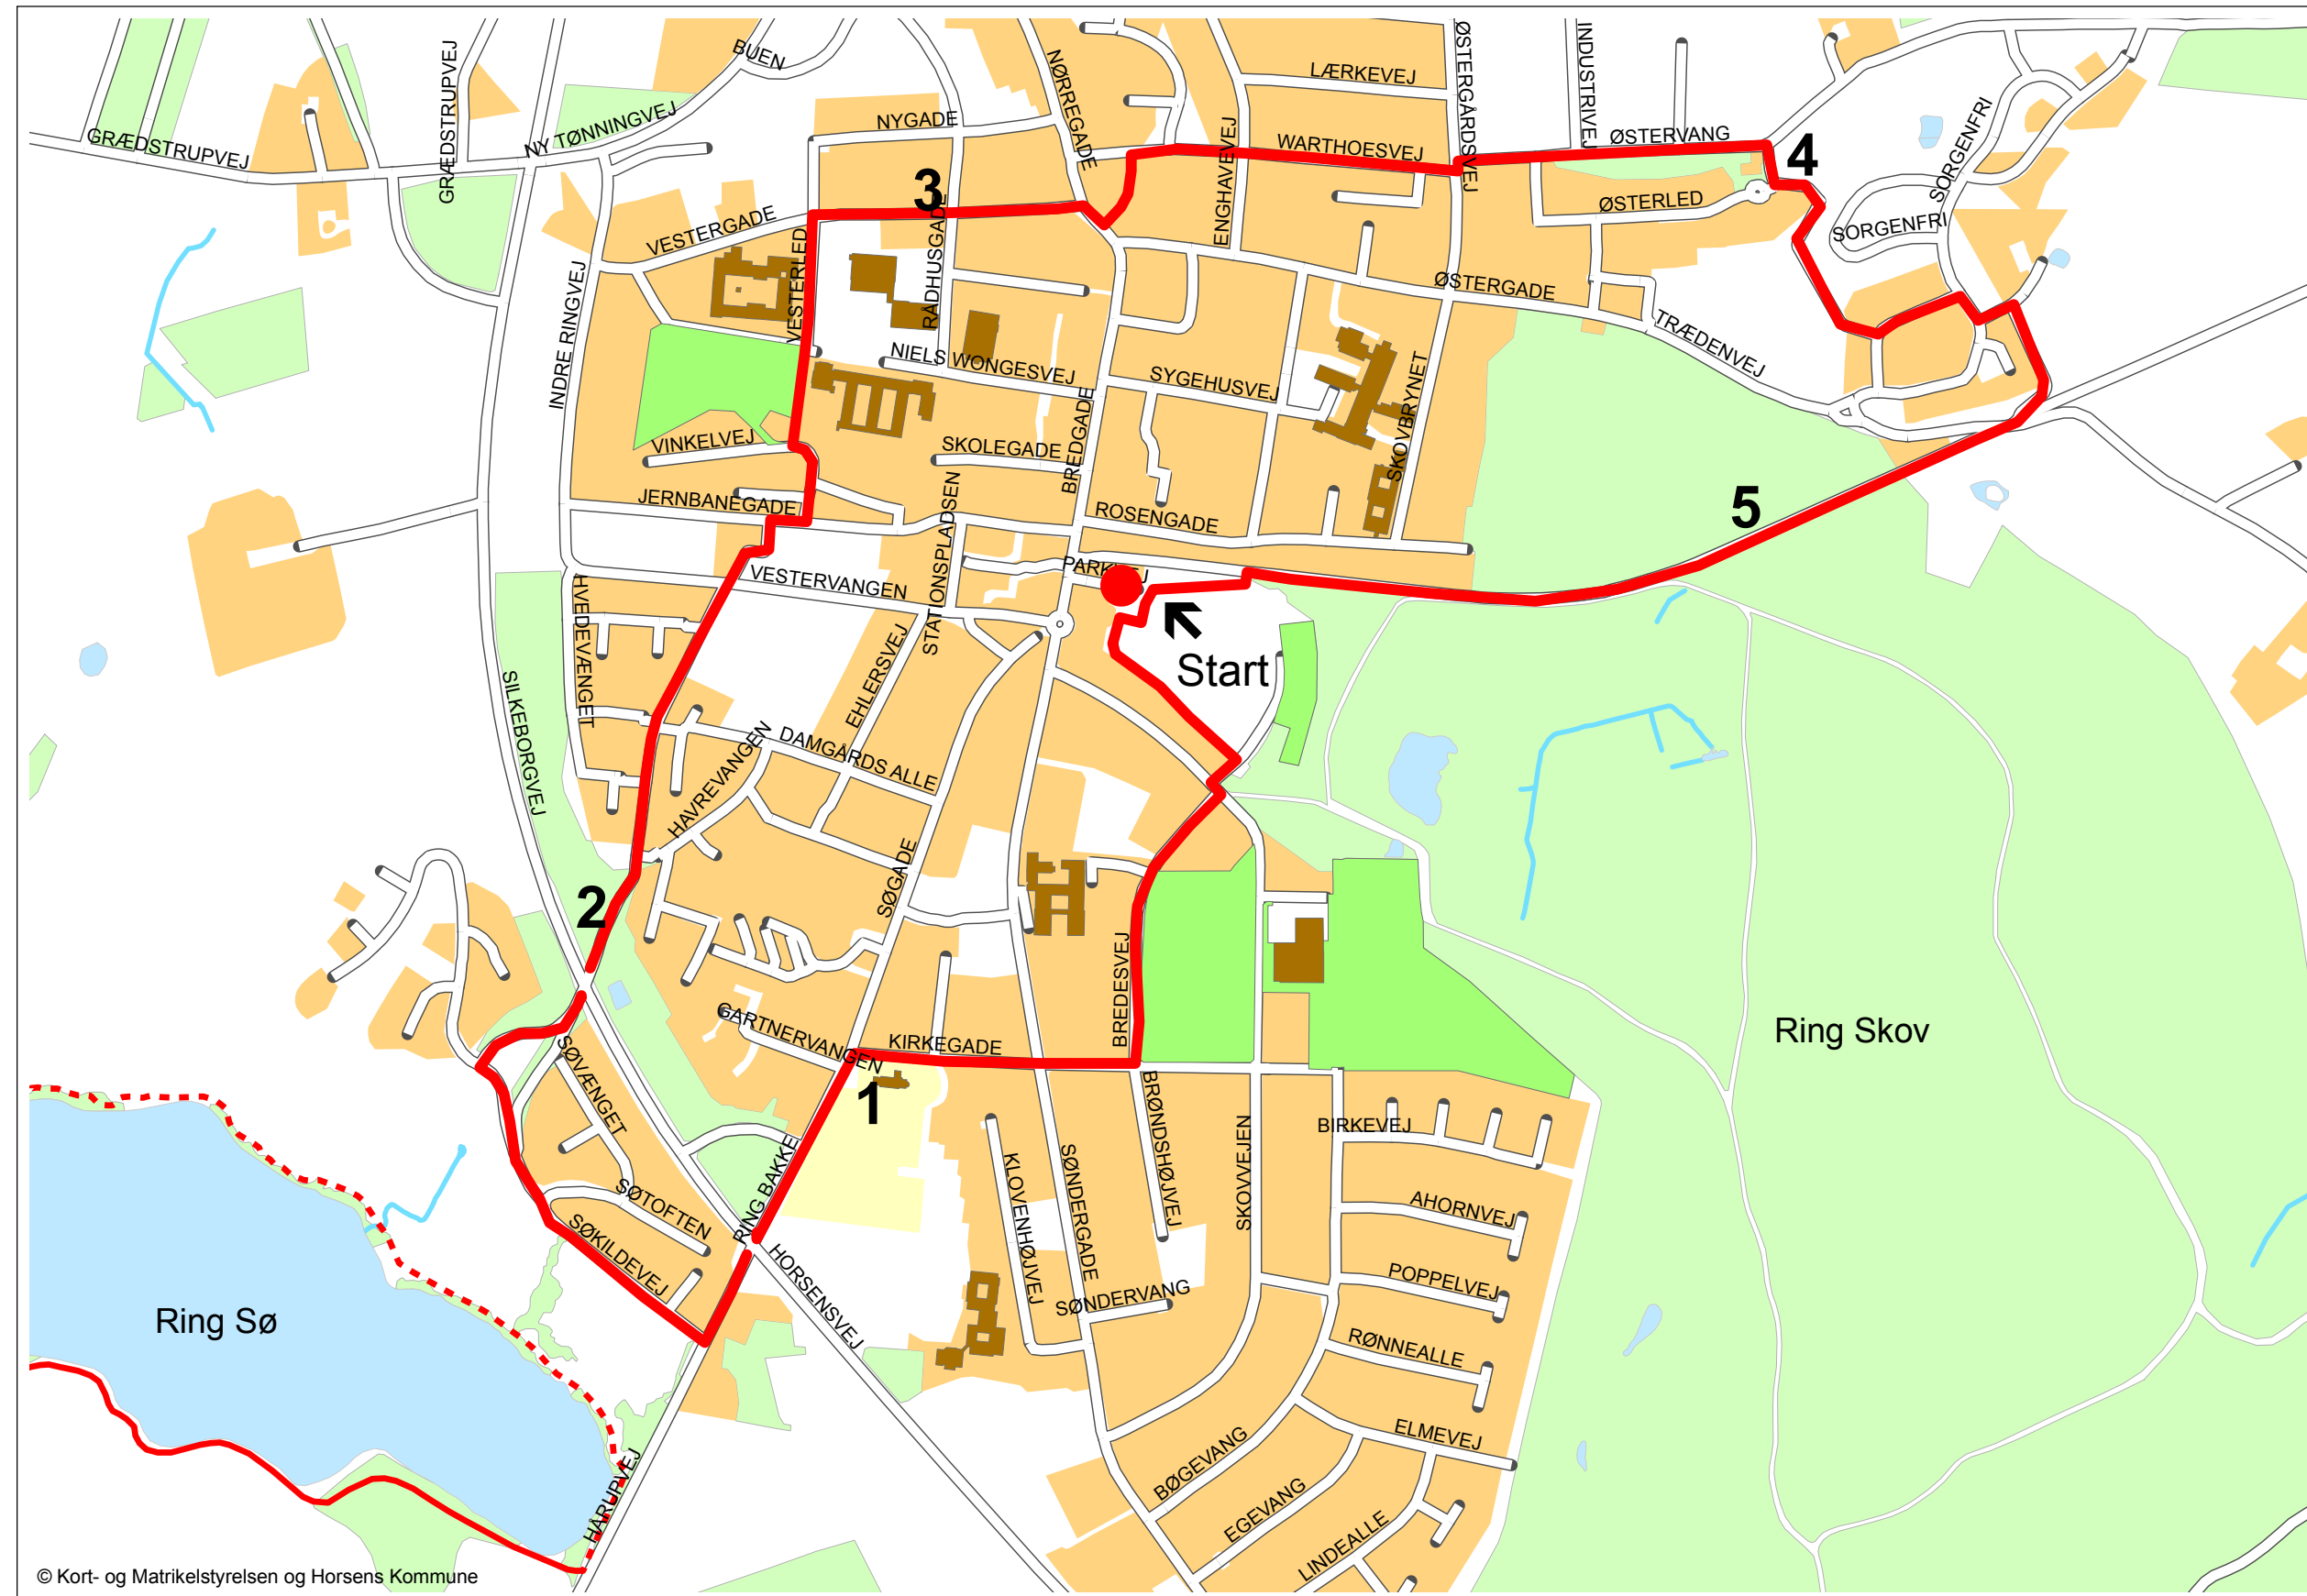 BUEN
NØRREGADE
LÆRKEVEJ
ØSTERGÅRDSVEJ
INDUSTRIVEJ
GRÆDSTRUPVEJ
GRÆDSTRUPVEJ
NY TØNNINGVEJ
NYGADE
ENGHAVEVEJ
WARTHOESVEJ
ØSTERVANG
4
SORGENFRI
3
VESTERGADE
VESTERLED
RÅDHUSGADE
ØSTERLED
SORGENFRI
INDRE RINGVEJ
ØSTERGADE
TRÆDENVEJ
NIELS WONGESVEJ
SYGEHUSVEJ
SKOVBRYNET
BREDGADE
VINKELVEJ
SKOLEGADE
JERNBANEGADE
STATIONSPLADSEN
ROSENGADE
5
VESTERVANGEN
PARKVEJ
HVEDEVÆNGET
EHLERSVEJ
Start
SILKEBORGVEJ
HAVREVANGEN
DAMGÅRDS ALLE
SØGADE
2
BREDESVEJ
GARTNERVANGEN
KIRKEGADE
Ring Skov
SØVÆNGET
1
BRØNDSHØJVEJ
BIRKEVEJ
RING BAKKE
KLOVENHØJVEJ
SØNDERGADE
SKOVVEJEN
SØTOFTEN
AHORNVEJ
SØKILDEVEJ
HORSENSVEJ
SØNDERVANG
POPPELVEJ
Ring Sø
RØNNEALLE
ELMEVEJ
BØGEVANG
EGEVANG
LINDEALLE
HÅRUPVEJ
© Kort- og Matrikelstyrelsen og Horsens Kommune